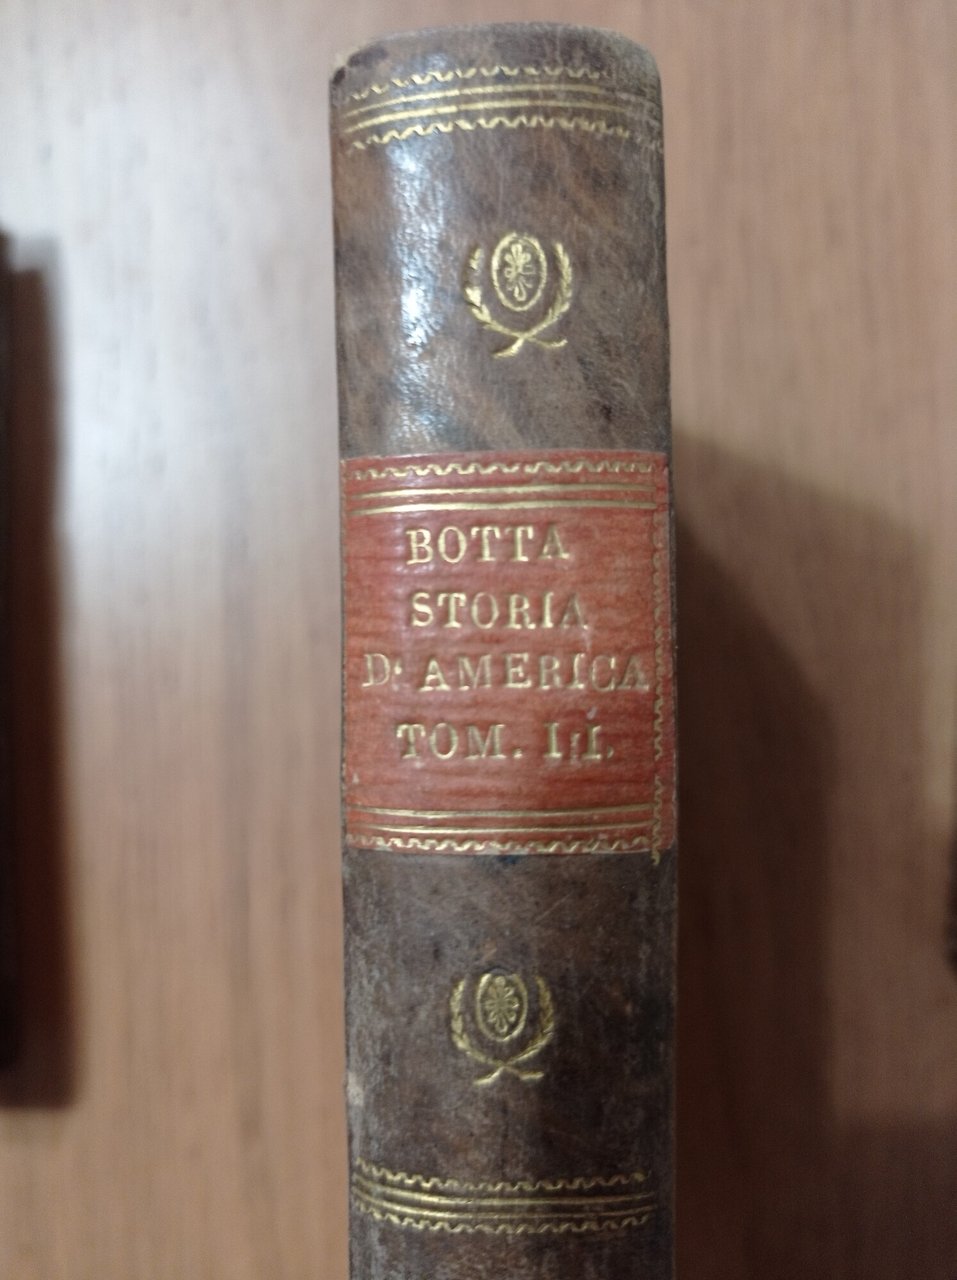 BOTTA
STORIA
D' AMERICA
TOM. I.I.